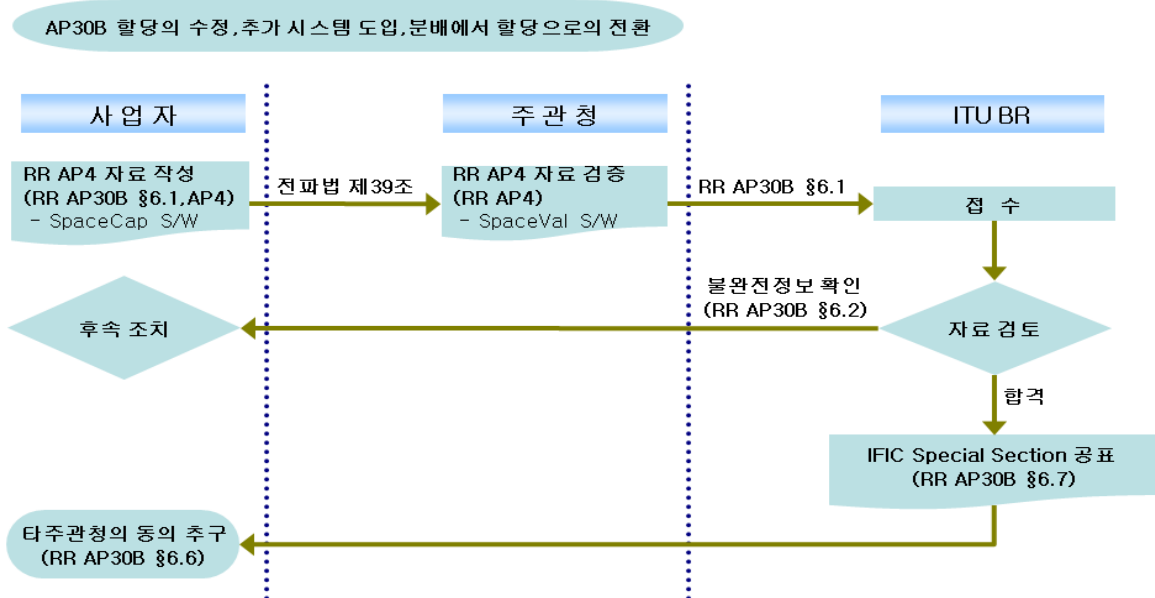 AP30B 할당의 수정,추가 시스템 도입,분배에서 할당으로의 전환
사 업 자
주 관 청
ITU BR
RR AP4 자료 작성
(RR AP30B §6.1,AP4)
- SpaceCap S/W
전파법 제39조
RR AP4 자료 검증
(RR AP4)
- SpaceVal S/W
RR AP30B §6.1
접 수
불완전정보 확인
(RR AP30B §6.2)
후속 조치
자료 검토
합격
IFIC Special Section 공표
(RR AP30B §6.7)
타주관청의 동의 추구
(RR AP30B §6.6)